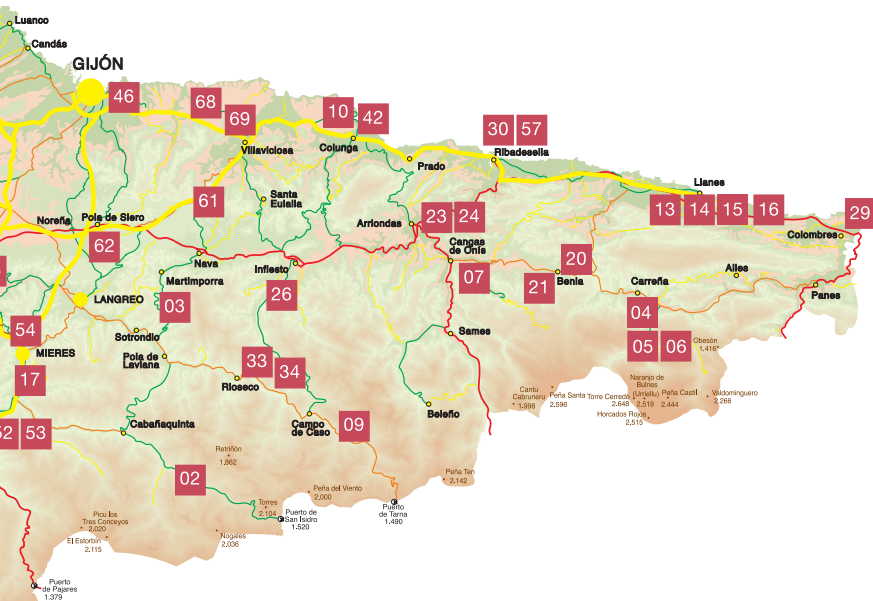 Luanco
Candás
GIJÓN
46
68
69
10
42
30
57
Villaviciosa
Colunga
Prado
Ribadesella
Llanes
13
14
15
16
29
61
Santa
Eulalia
Arriondas
23
24
Noreña
Pola de Siero
62
Colombres
Cangas
de Onís
Nava
Infiesto
07
20
21
Benia
Martimporra
03
26
Carreña
Alles
Panes
LANGREO
04
54
Sotrondio
Sames
05
06
Obesón
1.416
MIERES
Pola de
Laviana
33
34
17
Rioseco
Cantu
Cabruneru
1.998
Peña Santa
2.596
Torre Cerredo
2.648
Naranjo de
Bulnes
(Urriellu)
2.519
Peña Castil
2.444
Valdominguero
2.266
Horcados Rojos
2.515
Beleño
Campo
de Caso
09
52
53
Cabañaquinta
Retriñón
1.862
02
Peña Ten
2.142
Peña del Viento
2.000
Torres
2.104
Puerto de
San Isidro
1.520
Puerto
de Tarna
1.490
Picu los
Tres Conceyos
2.020
El Estorbín
2.115
Nogales
2.036
Puerto
de Pajares
1.379